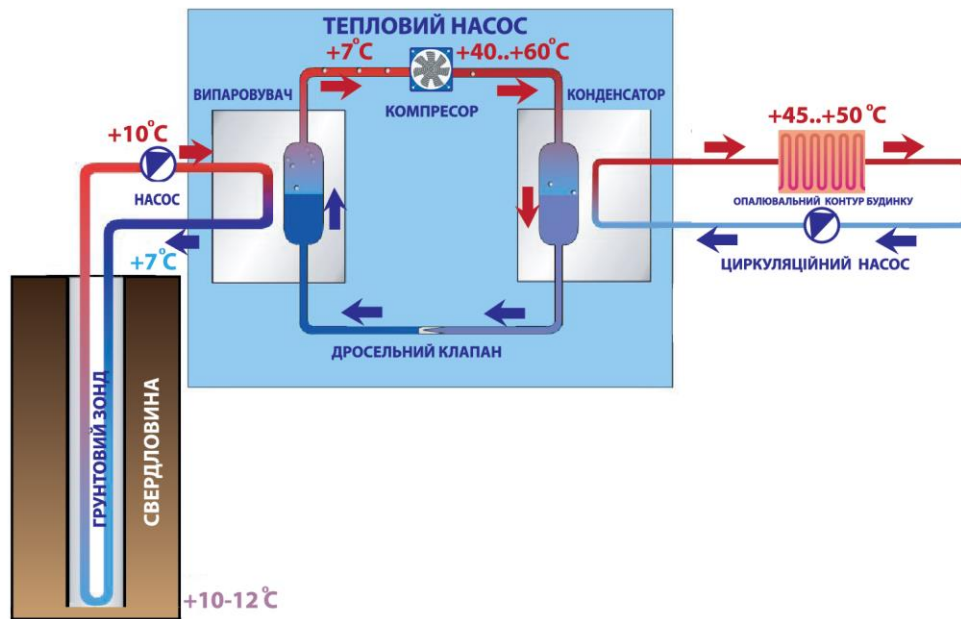 ТЕПЛОВИЙ НАСОС
+7°C
+40..+60°C
ВИПАРОВУВАЧ
КОМПРЕСОР
КОНДЕНСАТОР
+10°C
НАСОС
+7°C
+45..+50 °C
ОПАЛЮВАЛЬНИЙ КОНТУР БУДИНКУ
ЦИРКУЛЯЦІЙНИЙ НАСОС
ДРОСЕЛЬНИЙ КЛАПАН
ГРУНТОВИЙ ЗОНД
СВЕРДЛОВИНА
+10-12°C